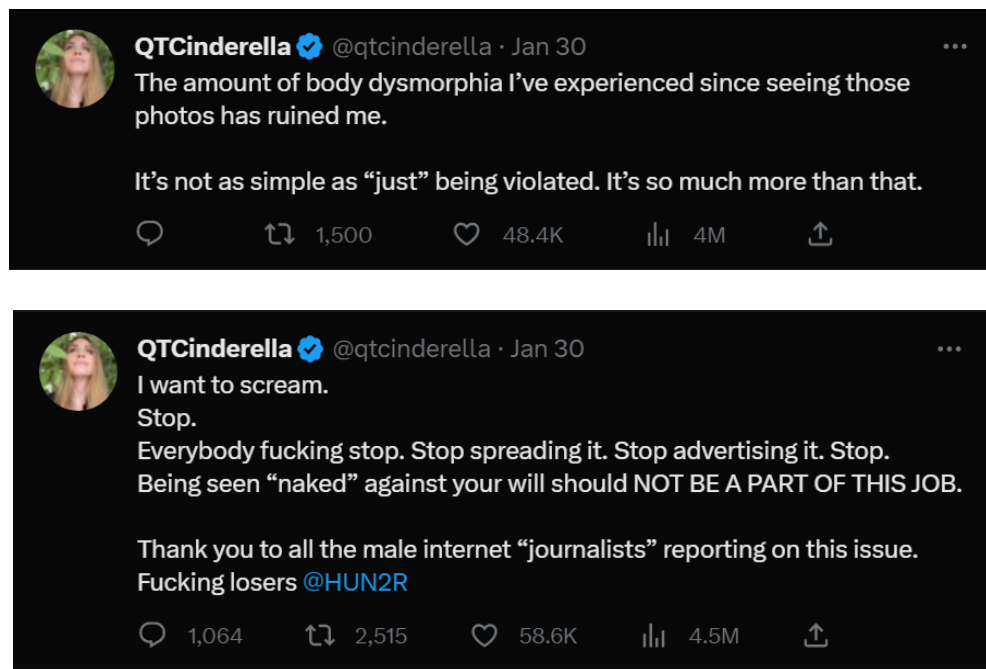 QTCinderella @qtcinderella · Jan 30
The amount of body dysmorphia I’ve experienced since seeing those
photos has ruined me.
It’s not as simple as “just” being violated. It’s so much more than that.
1,500 48.4K 4M
QTCinderella @qtcinderella · Jan 30
I want to scream.
Stop.
Everybody fucking stop. Stop spreading it. Stop advertising it. Stop.
Being seen “naked” against your will should NOT BE A PART OF THIS JOB.
Thank you to all the male internet “journalists” reporting on this issue.
Fucking losers @HUN2R
1,064 2,515 58.6K 4.5M